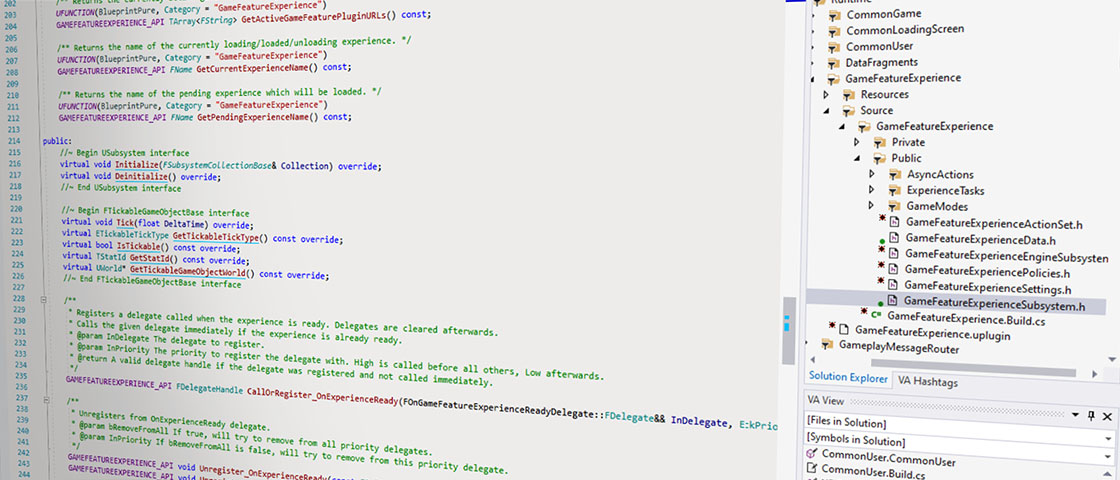 202
203 UFUNCTION(BlueprintPure, Category = "GameFeatureExperience")
204 GAMEFEATUREEXPERIENCE_API TArray<FString> GetActiveGameFeaturePluginURLs() const;
205
206 /** Returns the name of the currently loading/loaded/unloading experience. */
207 UFUNCTION(BlueprintPure, Category = "GameFeatureExperience")
208 GAMEFEATUREEXPERIENCE_API FName GetCurrentExperienceName() const;
209
210 /** Returns the name of the pending experience which will be loaded. */
211 UFUNCTION(BlueprintPure, Category = "GameFeatureExperience")
212 GAMEFEATUREEXPERIENCE_API FName GetPendingExperienceName() const;
213
214 public:
215 //~ Begin USubsystem interface
216 virtual void Initialize(FSubsystemCollectionBase& Collection) override;
217 virtual void Deinitialize() override;
218 //~ End USubsystem interface
219
220 //~ Begin FTickableGameObjectBase interface
221 virtual void Tick(float DeltaTime) override;
222 virtual ETickableTickType GetTickableTickType() const override;
223 virtual bool IsTickable() const override;
224 virtual TStatId GetStatId() const override;
225 virtual UWorld* GetTickableGameObjectWorld() const override;
226 //~ End FTickableGameObjectBase interface
227
228 /**
229 * Registers a delegate called when the experience is ready. Delegates are cleared afterwards.
230 * Calls the given delegate immediately if the experience is already ready.
231 * @param InDelegate The delegate to register.
232 * @param InPriority The priority to register the delegate with. High is called before all others, Low afterwards.
233 * @return A valid delegate handle if the delegate was registered and not called immediately.
234 */
235 GAMEFEATUREEXPERIENCE_API FDelegateHandle CallOrRegister_OnExperienceReady(FOnGameFeatureExperienceReadyDelegate::FDelegate&& InDelegate,
236
237 /**
238 * Unregisters from OnExperienceReady delegate.
239 * @param bRemoveFromAll If true, will try to remove from all priority delegates.
240 * @param InPriority If bRemoveFromAll is false, will try to remove from this priority delegate.
241 */
242
243 GAMEFEATUREEXPERIENCE_API void Unregister_OnExperienceReady(
244 GAMEFEATUREEXPERIENCE_API void
Runtime
CommonGame
CommonLoadingScreen
CommonUser
DataFragments
GameFeatureExperience
Resources
Source
GameFeatureExperience
Private
Public
AsyncActions
ExperienceTasks
GameModes
GameFeatureExperienceActionSet.h
GameFeatureExperienceData.h
GameFeatureExperienceEngineSubsystem
GameFeatureExperiencePolicies.h
GameFeatureExperienceSettings.h
GameFeatureExperienceSubsystem.h
C# GameFeatureExperience.Build.cs
GameFeatureExperience.uplugin
GameplayMessageRouter
Solution Explorer VA Hashtags
VA View
[Files in Solution]
[Symbols in Solution]
CommonUser.CommonUser
CommonUser.Build.cs